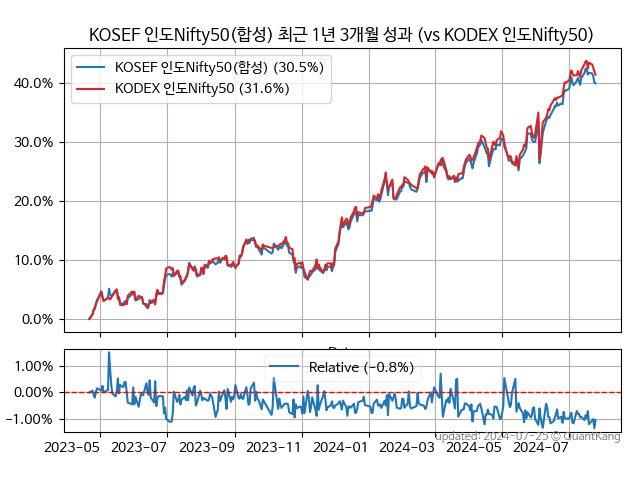 KOSEF 인도Nifty50(합성) 최근 1년 3개월 성과 (vs KODEX 인도Nifty50)
KOSEF 인도Nifty50(합성) (30.5%)
KODEX 인도Nifty50 (31.6%)
40.0%
30.0%
20.0%
10.0%
0.0%
Relative (−0.8%)
1.00%
0.00%
−1.00%
2023−05 2023−07 2023−09 2023−11 2024−01 2024−03 2024−05 2024−07
updated: 2024−07−25 © QuantKang